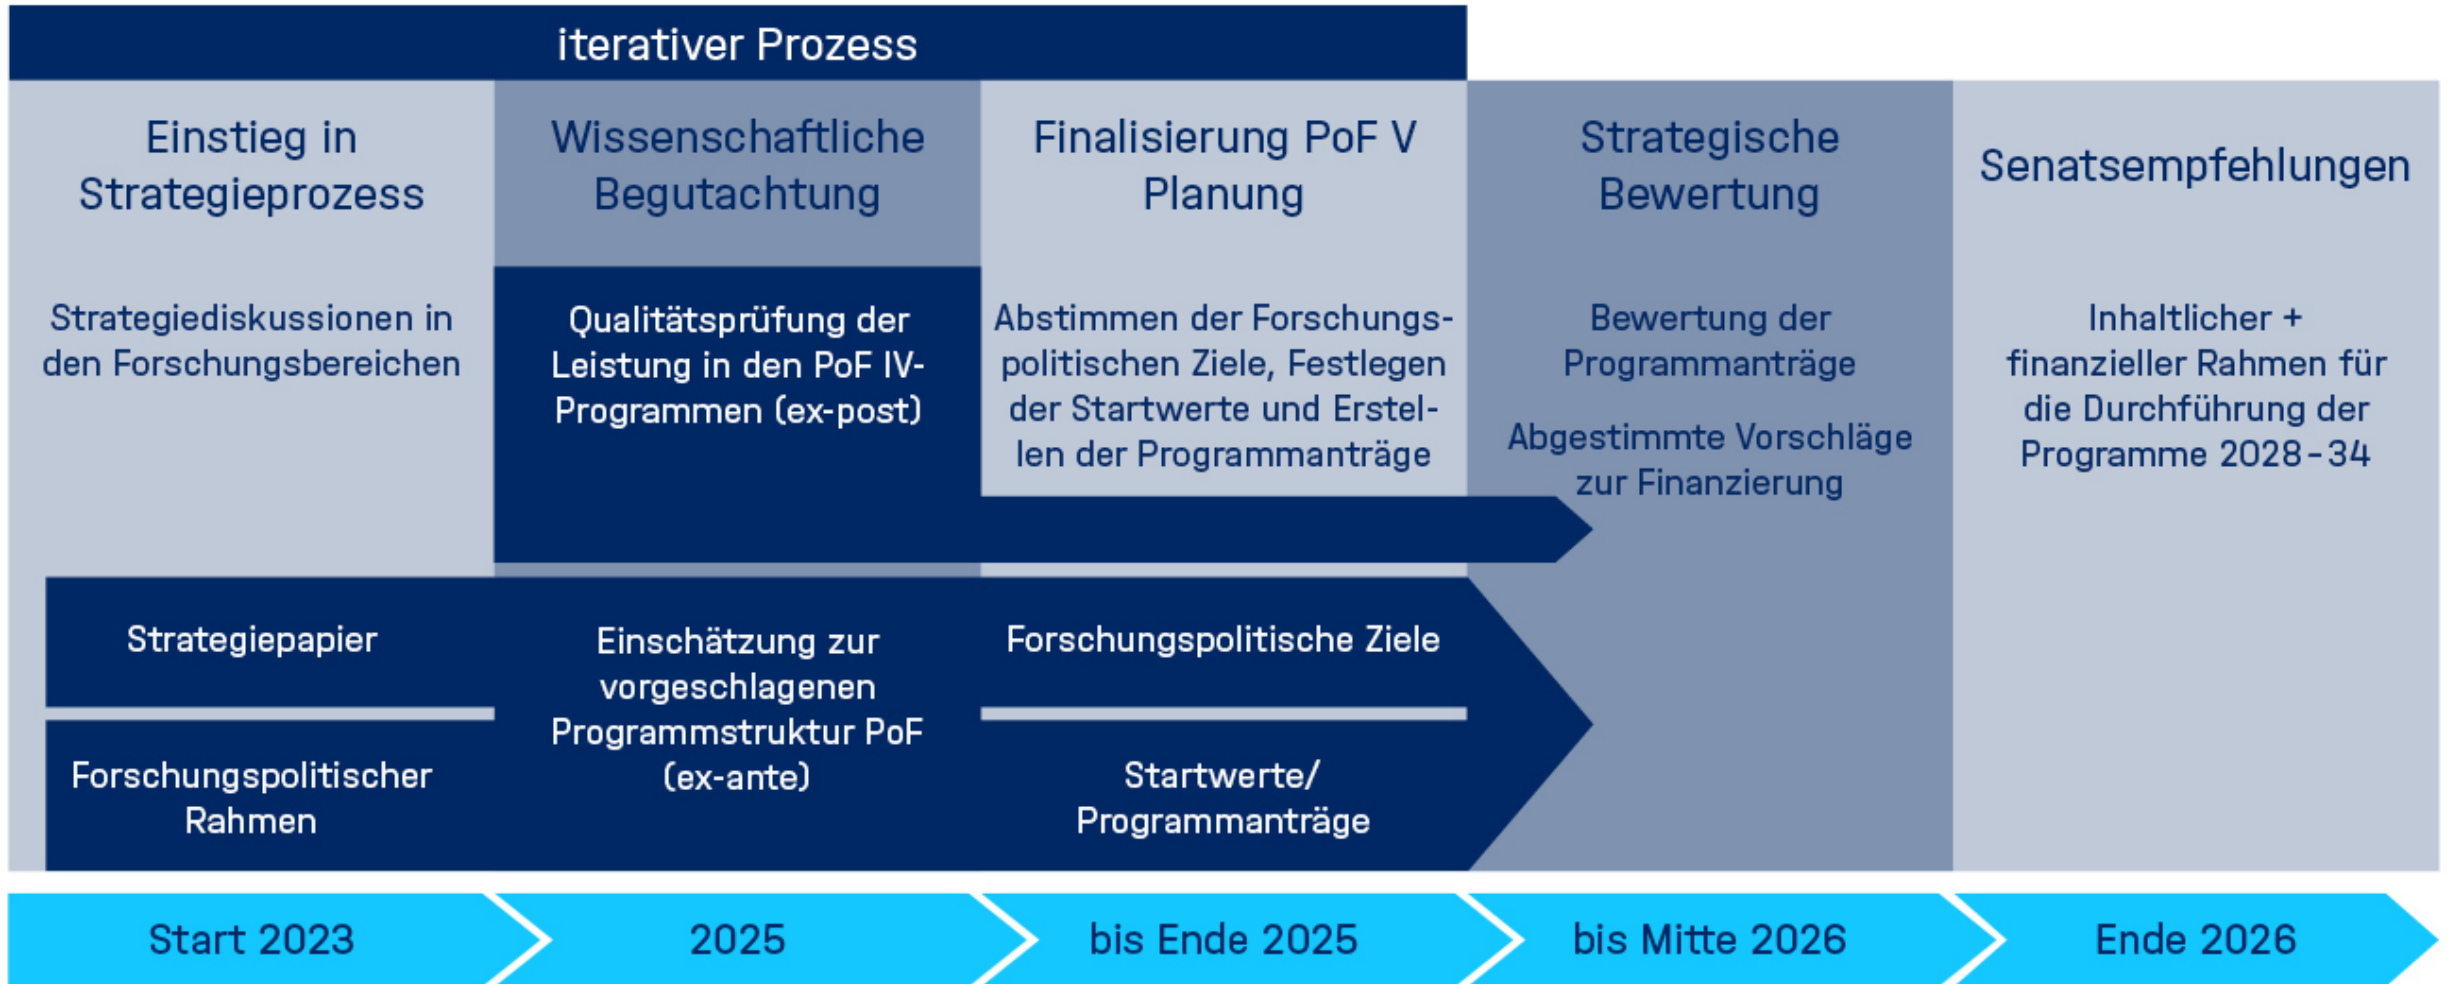 iterativer Prozess
Einstieg in
Strategieprozess
Strategiediskussionen in
den Forschungsbereichen
Strategiepapier
Forschungspolitischer
Rahmen
Wissenschaftliche
Begutachtung
Qualitätsprüfung der
Leistung in den PoF IV-
Programmen (ex-post)
Einschätzung zur
vorgeschlagenen
Programmstruktur PoF
(ex-ante)
Finalisierung PoF V
Planung
Abstimmen der Forschungs-
politischen Ziele, Festlegen
der Startwerte und Erstel-
len der Programmanträge
Forschungspolitische Ziele
Startwerte/
Programmanträge
Strategische
Bewertung
Bewertung der
Programmanträge
Abgestimmte Vorschläge
zur Finanzierung
Senatsempfehlungen
Inhaltlicher +
finanzieller Rahmen für
die Durchführung der
Programme 2028–34
Start 2023
2025
bis Ende 2025
bis Mitte 2026
Ende 2026